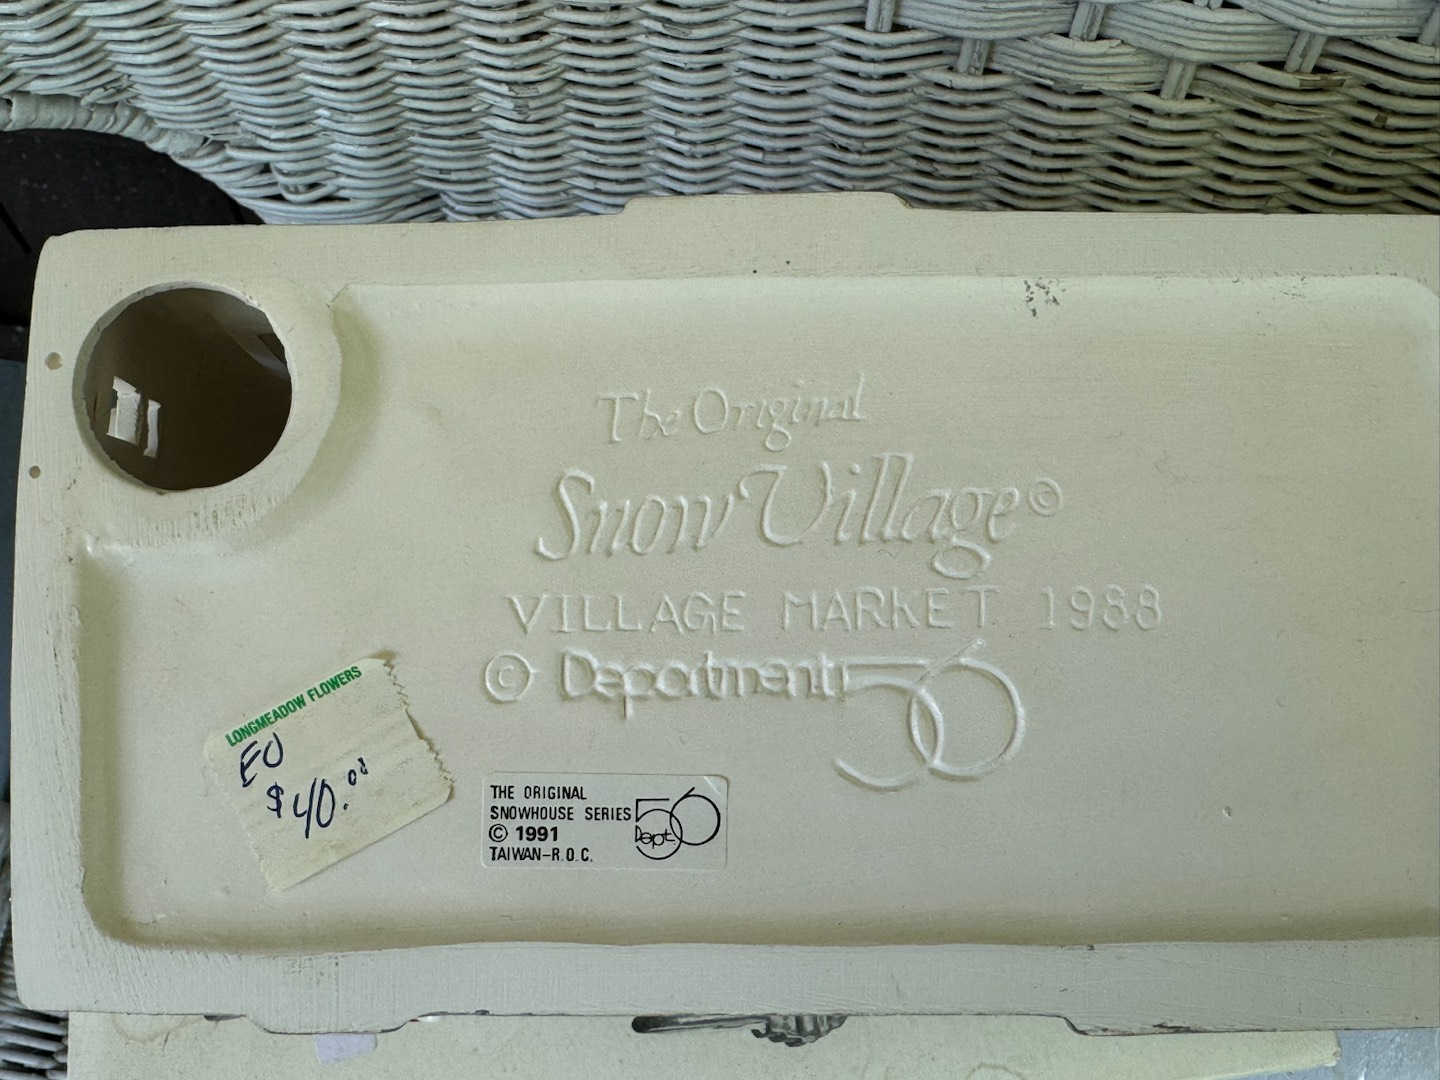 The Original
Snow Village©
VILLAGE MARKET 1988
© Department 56
LONGMEADOW FLOWERS
EU
$40.00
THE ORIGINAL
SNOWHOUSE SERIES
© 1991
TAIWAN-R.O.C.
Dept. 56